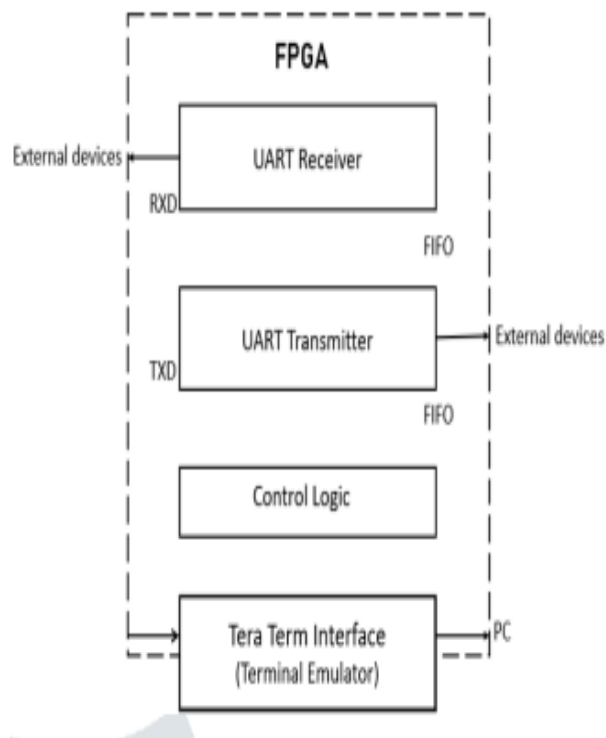 FPGA
External devices
UART Receiver
RXD
FIFO
UART Transmitter
External devices
TXD
FIFO
Control Logic
Tera Term Interface
(Terminal Emulator)
PC